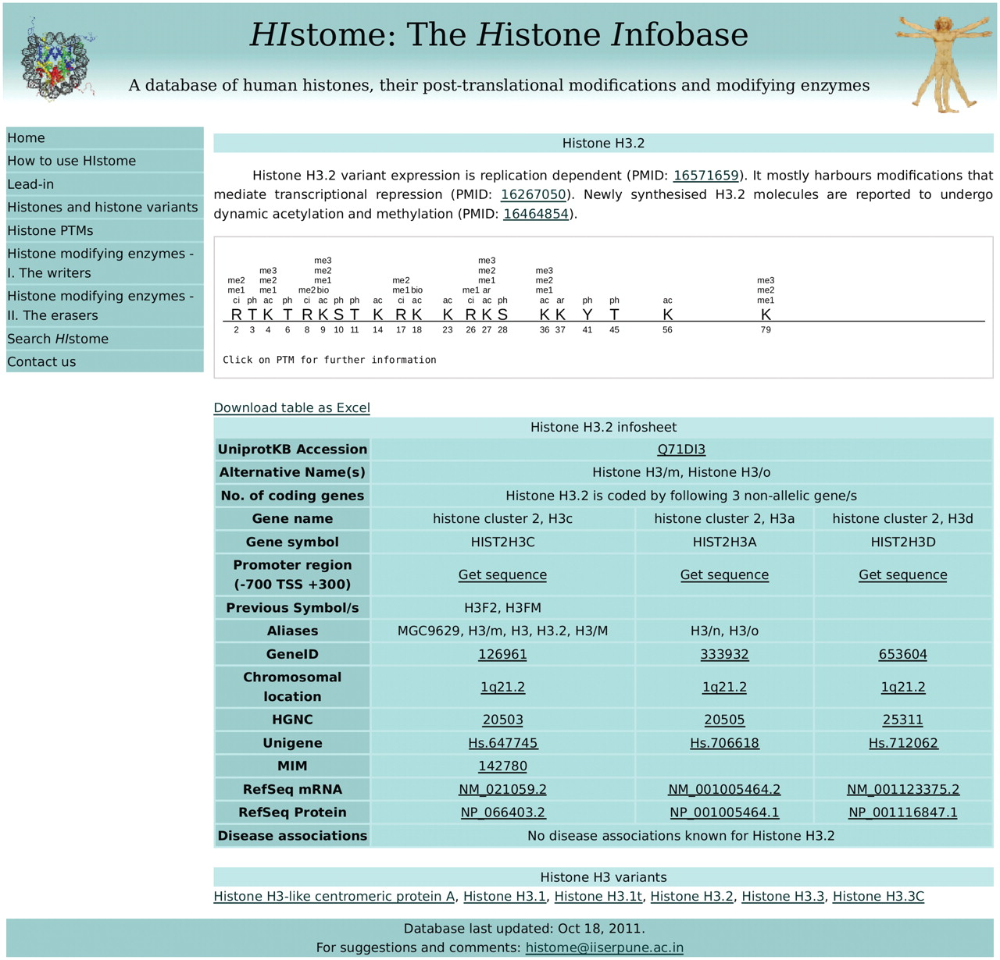 HIstome: The Histone Infobase
A database of human histones, their post-translational modifications and modifying enzymes
Home
How to use HIstome
Lead-in
Histones and histone variants
Histone PTMs
Histone modifying enzymes -
I. The writers
Histone modifying enzymes -
II. The erasers
Search HIstome
Contact us
Histone H3.2
Histone H3.2 variant expression is replication dependent (PMID: 16571659). It mostly harbours modifications that
mediate transcriptional repression (PMID: 16267050). Newly synthesised H3.2 molecules are reported to undergo
dynamic acetylation and methylation (PMID: 16464854).
me3 me3
me3 me2 me2 me3
me2 me2 me1 me2 me1 me2 me3
me1 me1 me2 bio me1 bio me1 ar me1 me2
me1
ci ph ac ph ci ac ph ph ac ci ac ac ci ac ph ac ar ph ph ac me1
R T K T R K S T K R K K R K S K K Y T K K
2 3 4 6 8 9 10 11 14 17 18 23 26 27 28 36 37 41 45 56 79
Click on PTM for further information
Download table as Excel
Histone H3.2 infosheet
UniprotKB Accession Q71DI3
Alternative Name(s) Histone H3/m, Histone H3/o
No. of coding genes Histone H3.2 is coded by following 3 non-allelic gene/s
Gene name histone cluster 2, H3c histone cluster 2, H3a histone cluster 2, H3d
Gene symbol HIST2H3C HIST2H3A HIST2H3D
Promoter region
(-700 TSS +300) Get sequence Get sequence Get sequence
Previous Symbol/s H3F2, H3FM
Aliases MGC9629, H3/m, H3, H3.2, H3/M H3/n, H3/o
GeneID 126961 333932 653604
Chromosomal
location 1q21.2 1q21.2 1q21.2
HGNC 20503 20505 25311
Unigene Hs.647745 Hs.706618 Hs.712062
MIM 142780
RefSeq mRNA NM_021059.2 NM_001005464.2 NM_001123375.2
RefSeq Protein NP_066403.2 NP_001005464.1 NP_001116847.1
Disease associations No disease associations known for Histone H3.2
Histone H3 variants
Histone H3-like centromeric protein A, Histone H3.1, Histone H3.1t, Histone H3.2, Histone H3.3, Histone H3.3C
Database last updated: Oct 18, 2011.
For suggestions and comments: histome@iiserpune.ac.in